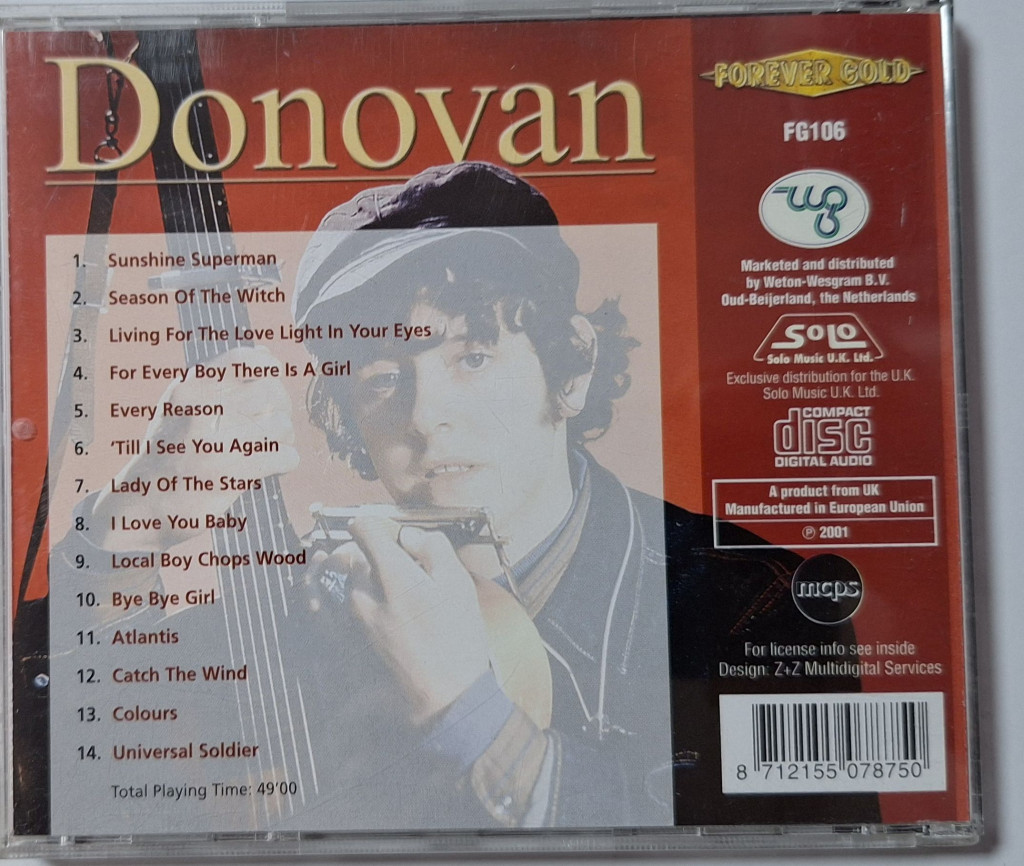 Donovan
1. Sunshine Superman
2. Season Of The Witch
3. Living For The Love Light In Your Eyes
4. For Every Boy There Is A Girl
5. Every Reason
6. ‘Till I See You Again
7. Lady Of The Stars
8. I Love You Baby
9. Local Boy Chops Wood
10. Bye Bye Girl
11. Atlantis
12. Catch The Wind
13. Colours
14. Universal Soldier
Total Playing Time: 49'00
FOREVER GOLD
FG106
Marketed and distributed
by Weton-Wesgram B.V.
Oud-Beijerland, the Netherlands
SOLO
Solo Music U.K. Ltd.
Exclusive distribution for the U.K.
Solo Music U.K. Ltd.
COMPACT
disc
DIGITAL AUDIO
A product from UK
Manufactured in European Union
℗ 2001
mcps
For license info see inside
Design: Z+Z Multidigital Services
8 712155 078750